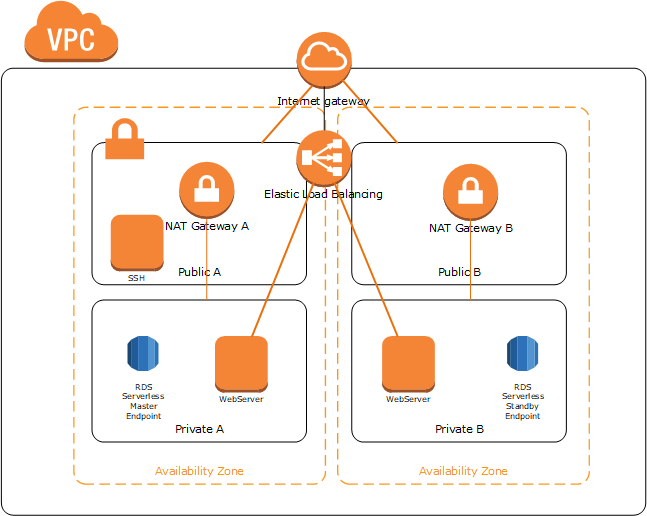 VPC
Internet gateway
Elastic Load Balancing
NAT Gateway A
NAT Gateway B
SSH
Public A
Public B
RDS
Serverless
Master
Endpoint
WebServer
WebServer
RDS
Serverless
Standby
Endpoint
Private A
Private B
Availability Zone
Availability Zone